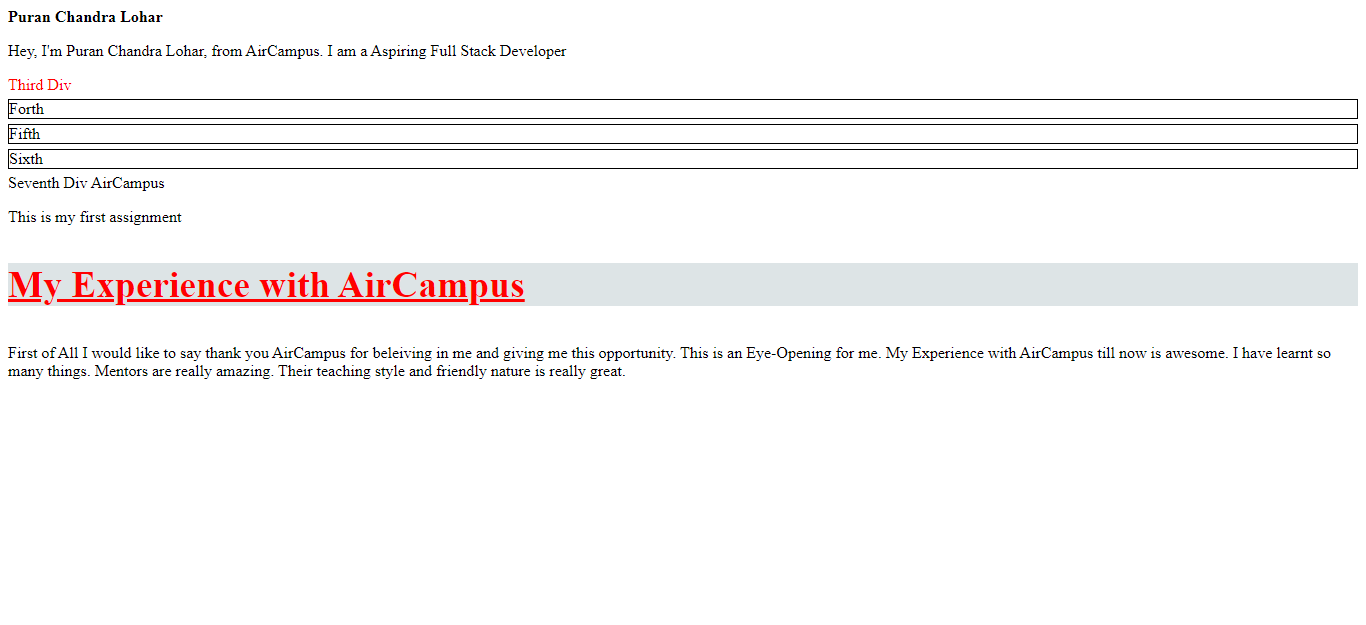 Puran Chandra Lohar
Hey, I'm Puran Chandra Lohar, from AirCampus. I am a Aspiring Full Stack Developer
Third Div
Forth
Fifth
Sixth
Seventh Div AirCampus
This is my first assignment
My Experience with AirCampus
First of All I would like to say thank you AirCampus for beleiving in me and giving me this opportunity. This is an Eye-Opening for me. My Experience with AirCampus till now is awesome. I have learnt so
many things. Mentors are really amazing. Their teaching style and friendly nature is really great.